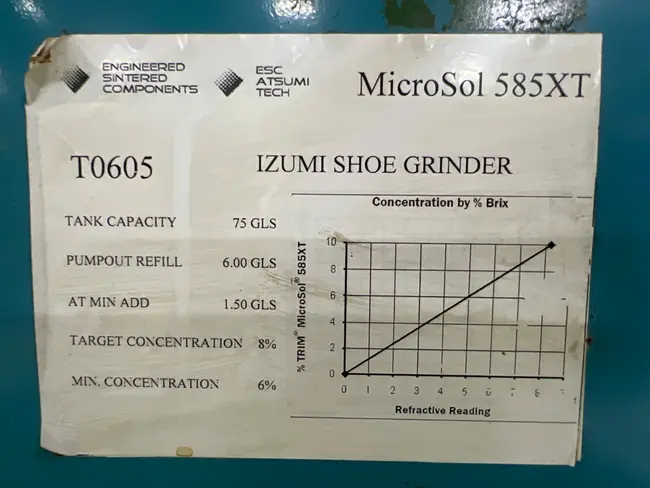 ENGINEERED
SINTERED
COMPONENTS
ESC
ATSUMI
TECH
MicroSol 585XT
T0605
IZUMI SHOE GRINDER
TANK CAPACITY 75 GLS
PUMPOUT REFILL 6.00 GLS
AT MIN ADD 1.50 GLS
TARGET CONCENTRATION 8%
MIN. CONCENTRATION 6%
Concentration by % Brix
% TRIM® MicroSol® 585XT
10
8
6
4
2
0
0 1 2 3 4 5 6 7 8
Refractive Reading